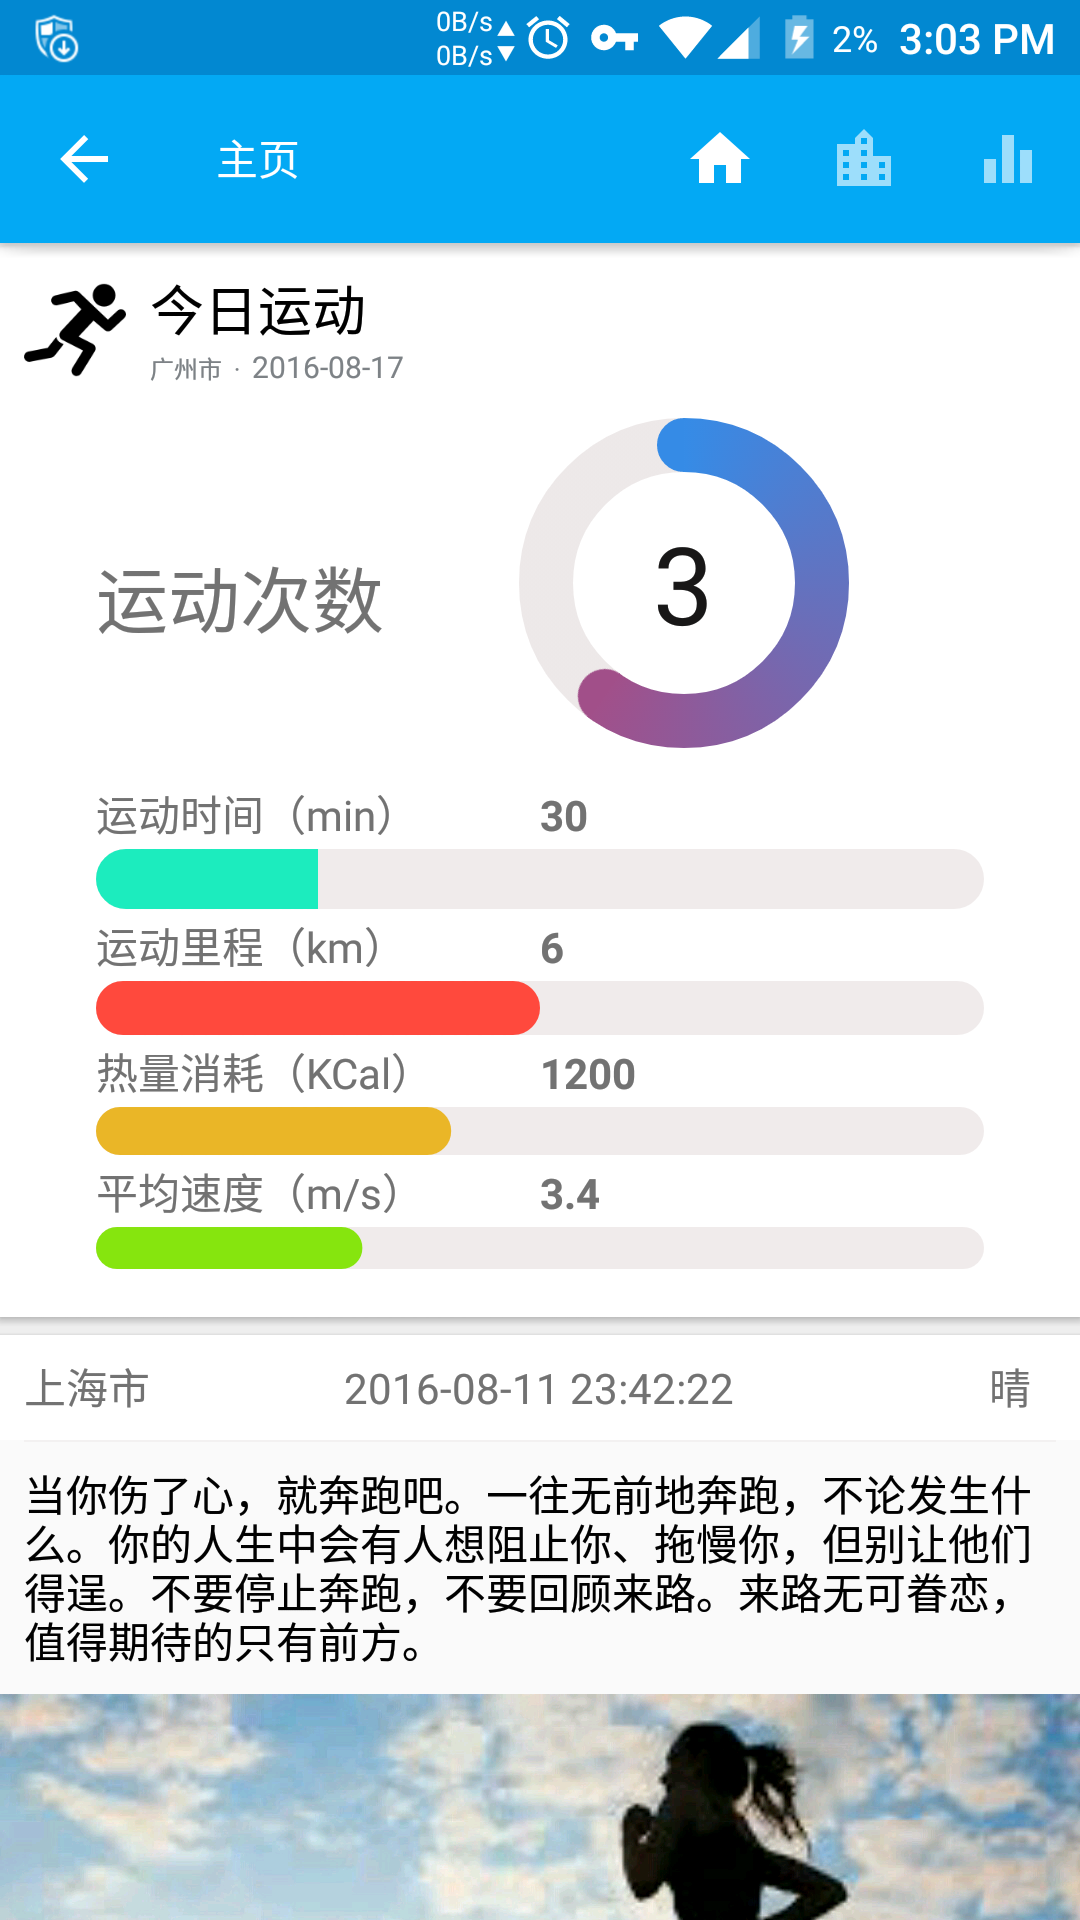 0B/s
0B/s
2% 3:03 PM
主页
今日运动
广州市 · 2016-08-17
运动次数
3
运动时间（min） 30
运动里程（km） 6
热量消耗（KCal） 1200
平均速度（m/s） 3.4
上海市 2016-08-11 23:42:22 晴
当你伤了心，就奔跑吧。一往无前地奔跑，不论发生什
么。你的人生中会有人想阻止你、拖慢你，但别让他们
得逞。不要停止奔跑，不要回顾来路。来路无可眷恋，
值得期待的只有前方。